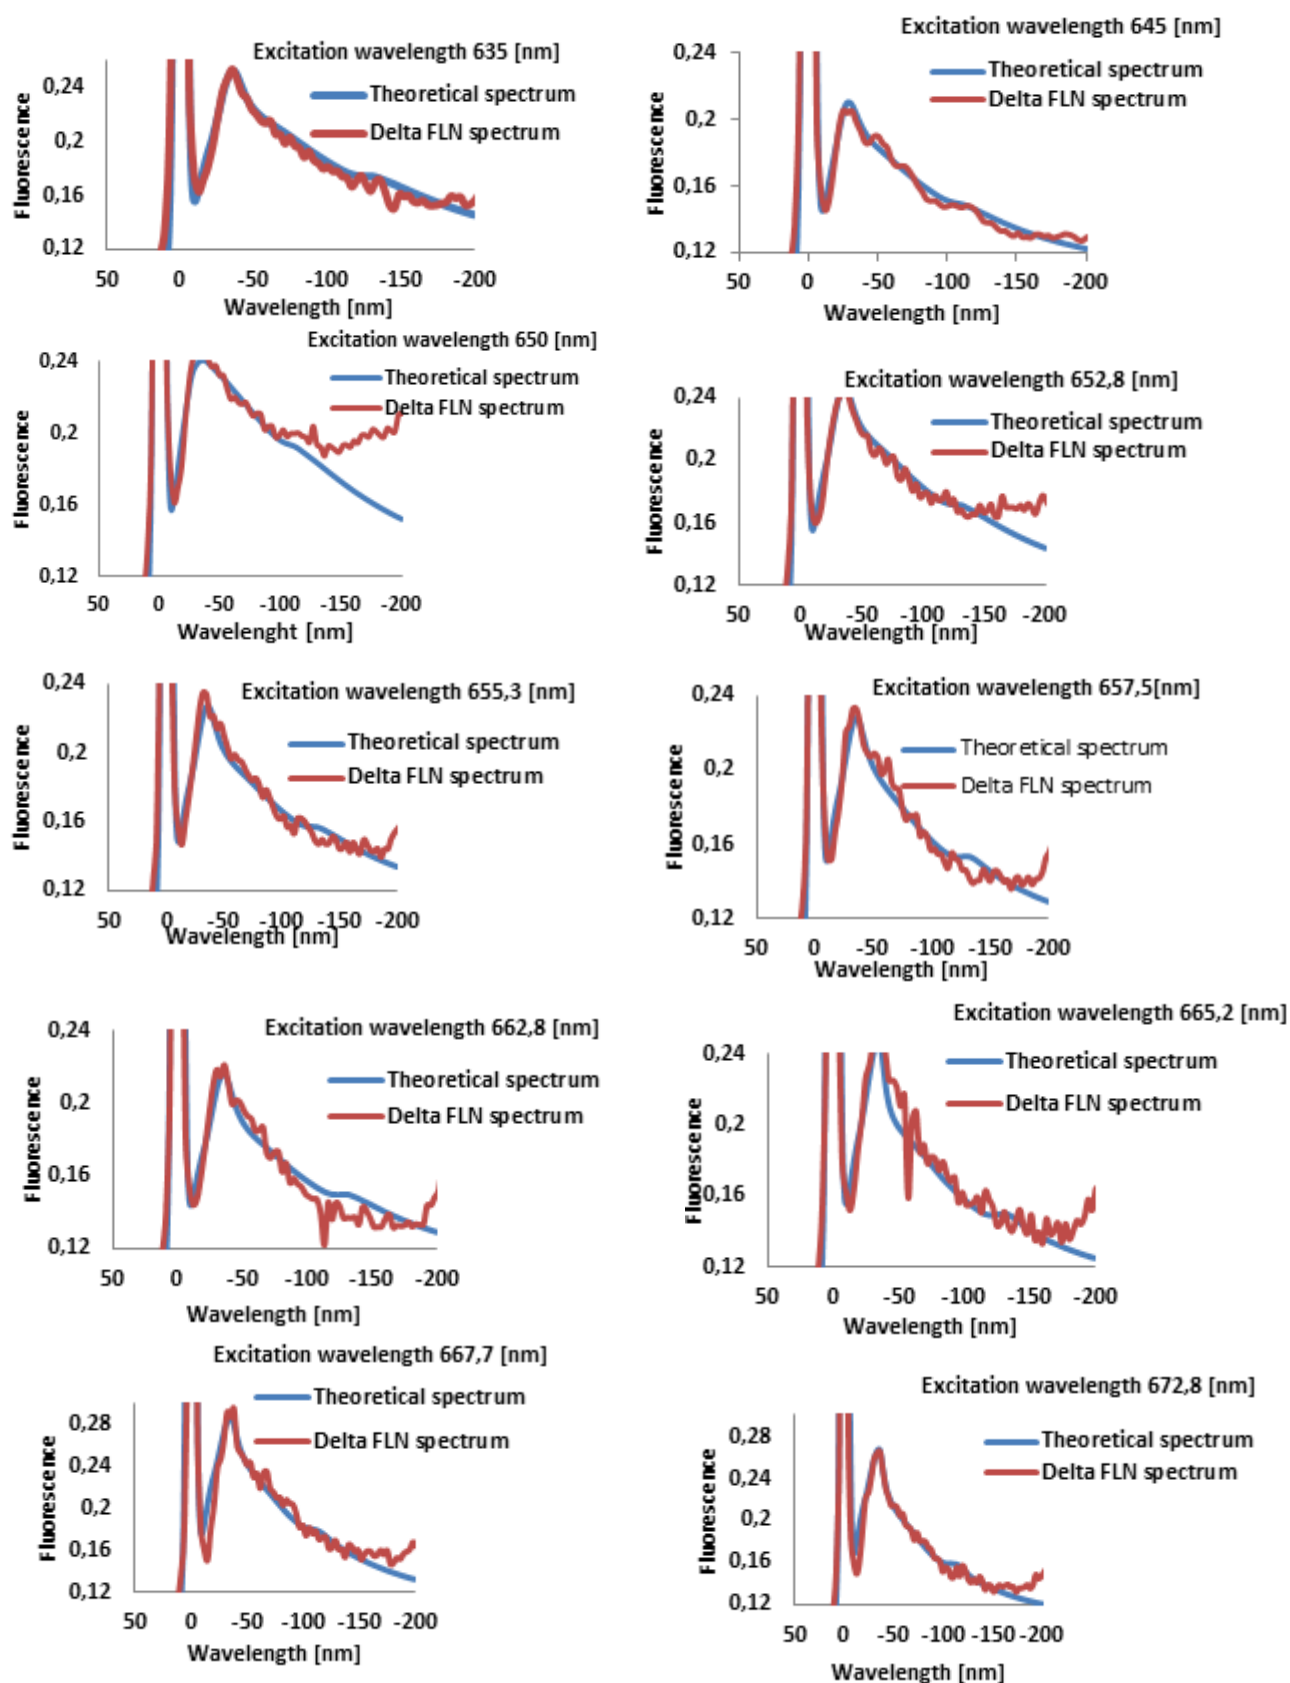 Excitation wavelength 635 [nm]
Theoretical spectrum
Delta FLN spectrum
Fluorescence
0,24
0,2
0,16
0,12
50 0 -50 -100 -150 -200
Wavelength [nm]
Excitation wavelength 645 [nm]
Theoretical spectrum
Delta FLN spectrum
Fluorescence
0,24
0,2
0,16
0,12
50 0 -50 -100 -150 -200
Wavelength [nm]
Excitation wavelength 650 [nm]
Theoretical spectrum
Delta FLN spectrum
Fluorescence
0,24
0,2
0,16
0,12
50 0 -50 -100 -150 -200
Wavelenght [nm]
Excitation wavelength 652,8 [nm]
Theoretical spectrum
Delta FLN spectrum
Fluorescence
0,24
0,2
0,16
0,12
50 0 -50 -100 -150 -200
Wavelength [nm]
Excitation wavelength 655,3 [nm]
Theoretical spectrum
Delta FLN spectrum
Fluorescence
0,24
0,2
0,16
0,12
50 0 -50 -100 -150 -200
Wavelength [nm]
Excitation wavelength 657,5[nm]
Theoretical spectrum
Delta FLN spectrum
Fluorescence
0,24
0,2
0,16
0,12
50 0 -50 -100 -150 -200
Wavelength [nm]
Excitation wavelength 662,8 [nm]
Theoretical spectrum
Delta FLN spectrum
Fluorescence
0,24
0,2
0,16
0,12
50 0 -50 -100 -150 -200
Wavelength [nm]
Excitation wavelength 665,2 [nm]
Theoretical spectrum
Delta FLN spectrum
Fluorescence
0,24
0,2
0,16
0,12
50 0 -50 -100 -150 -200
Wavelength [nm]
Excitation wavelength 667,7 [nm]
Theoretical spectrum
Delta FLN spectrum
Fluorescence
0,28
0,24
0,2
0,16
0,12
50 0 -50 -100 -150 -200
Wavelength [nm]
Excitation wavelength 672,8 [nm]
Theoretical spectrum
Delta FLN spectrum
Fluorescence
0,28
0,24
0,2
0,16
0,12
50 0 -50 -100 -150 -200
Wavelength [nm]